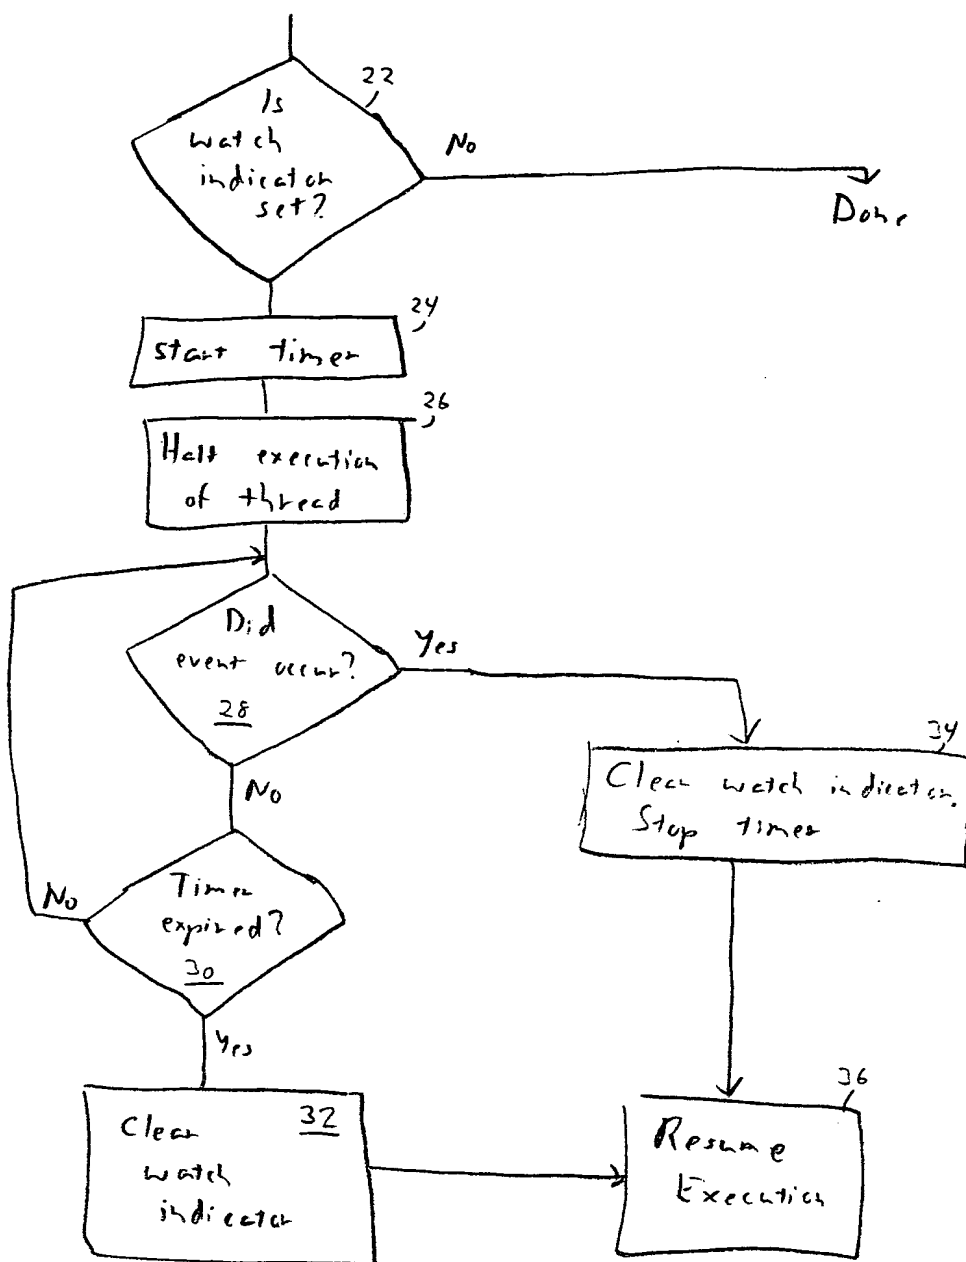 22
Is
watch
indicator
set?
No
Done
24
start timer
26
Halt execution
of thread
Did
event occur?
28
Yes
No
34
Clear watch indicator.
Stop timer
Timer
expired?
30
No
Yes
32
Clear
watch
indicator
36
Resume
Execution